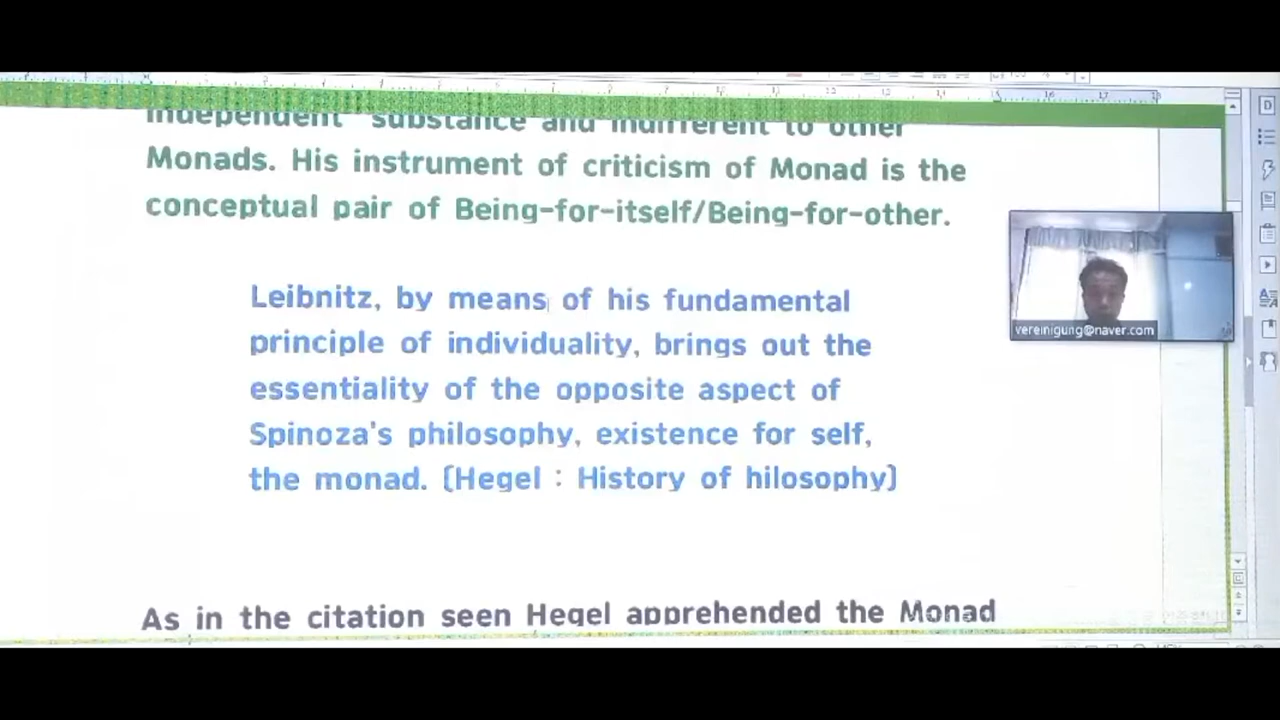 independent substance and indifferent to other
Monads. His instrument of criticism of Monad is the
conceptual pair of Being-for-itself/Being-for-other.
Leibnitz, by means of his fundamental
principle of individuality, brings out the
essentiality of the opposite aspect of
Spinoza's philosophy, existence for self,
the monad. (Hegel : History of hilosophy)
vereinigung@naver.com
As in the citation seen Hegel apprehended the Monad